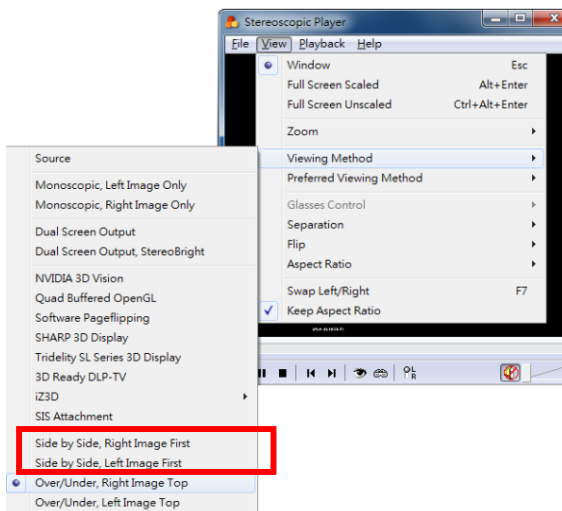 Stereoscopic Player
File View Playback Help
Window Esc
Full Screen Scaled Alt+Enter
Full Screen Unscaled Ctrl+Alt+Enter
Zoom
Viewing Method
Preferred Viewing Method
Glasses Control
Separation
Flip
Aspect Ratio
Swap Left/Right F7
Keep Aspect Ratio
Source
Monoscopic, Left Image Only
Monoscopic, Right Image Only
Dual Screen Output
Dual Screen Output, StereoBright
NVIDIA 3D Vision
Quad Buffered OpenGL
Software Pageflipping
SHARP 3D Display
Tridelity SL Series 3D Display
3D Ready DLP-TV
iZ3D
SIS Attachment
Side by Side, Right Image First
Side by Side, Left Image First
Over/Under, Right Image Top
Over/Under, Left Image Top
L
R